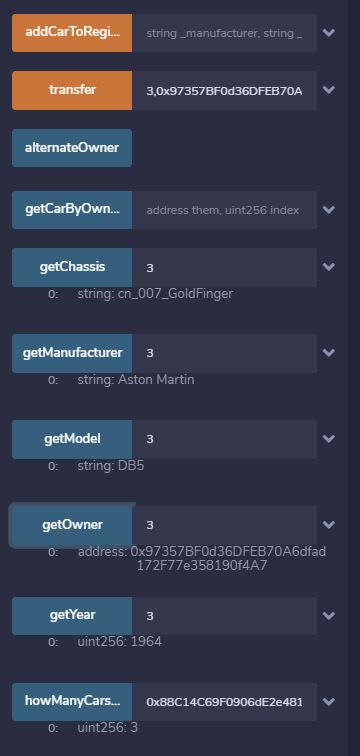 addCarToRegi... string _manufacturer, string _
transfer 3,0x97357BF0d36DFEB70A
alternateOwner
getCarByOwn... address them, uint256 index
getChassis 3
0: string: cn_007_GoldFinger
getManufacturer 3
0: string: Aston Martin
getModel 3
0: string: DB5
getOwner 3
0: address: 0x97357BF0d36DFEB70A6dfad
172F77e358190f4A7
getYear 3
0: uint256: 1964
howManyCars... 0x88C14C69F0906dE2e481
0: uint256: 3